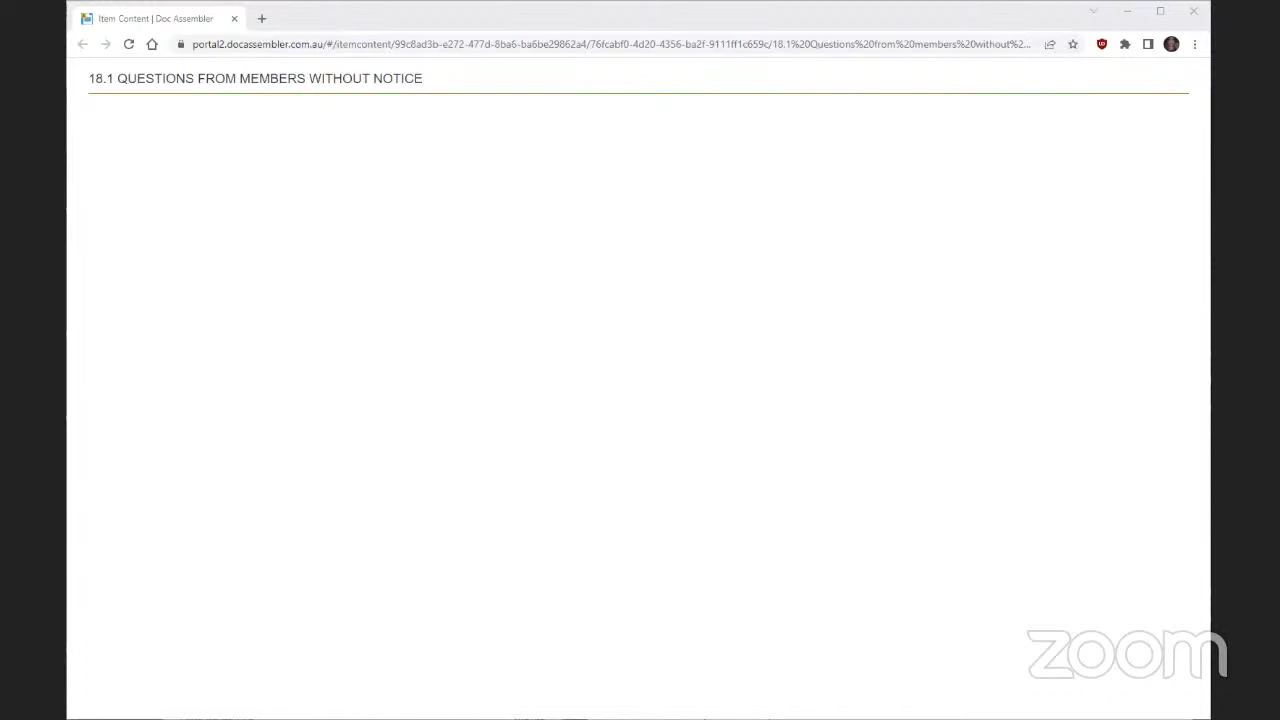 Item Content | Doc Assembler
portal2.docassembler.com.au/#/itemcontent/99c8ad3b-e272-477d-8ba6-ba6be29862a4/76fcabf0-4d20-4356-ba2f-9111ff1c659c/18.1%20Questions%20from%20members%20without%2...
18.1 QUESTIONS FROM MEMBERS WITHOUT NOTICE
zoom